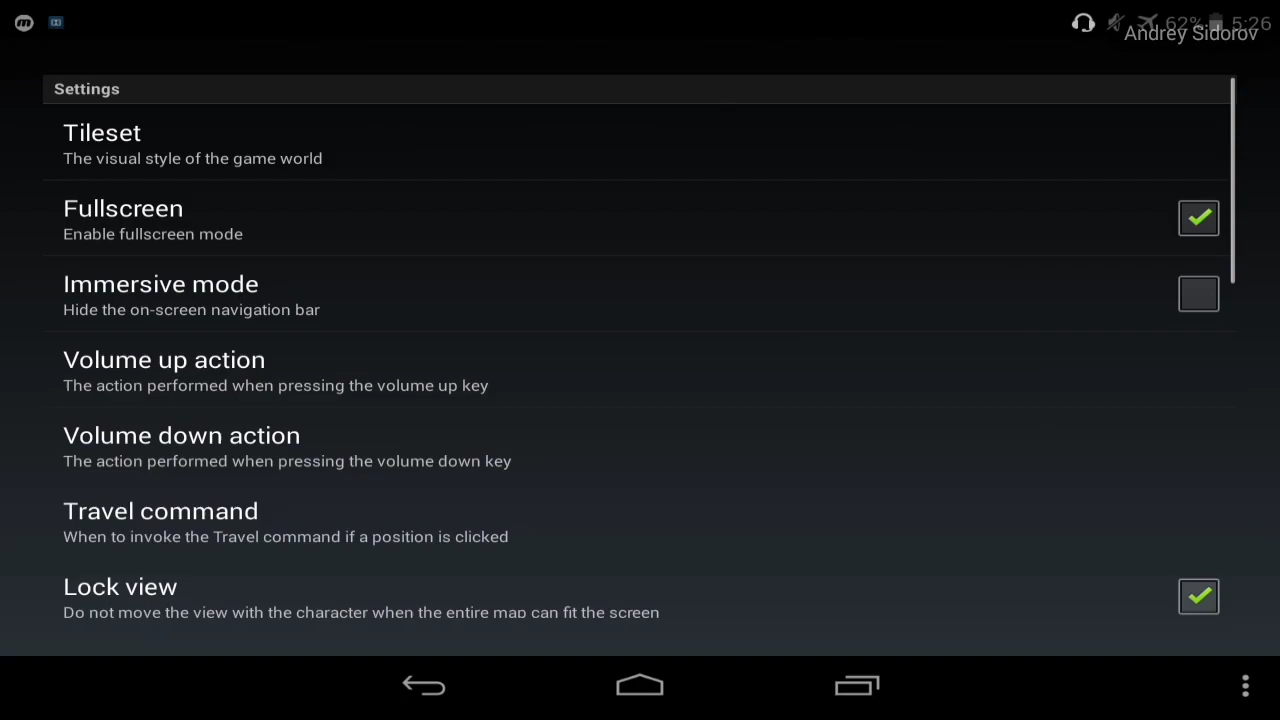 62% 5:26
Andrey Sidorov
Settings
Tileset
The visual style of the game world
Fullscreen
Enable fullscreen mode
Immersive mode
Hide the on-screen navigation bar
Volume up action
The action performed when pressing the volume up key
Volume down action
The action performed when pressing the volume down key
Travel command
When to invoke the Travel command if a position is clicked
Lock view
Do not move the view with the character when the entire map can fit the screen